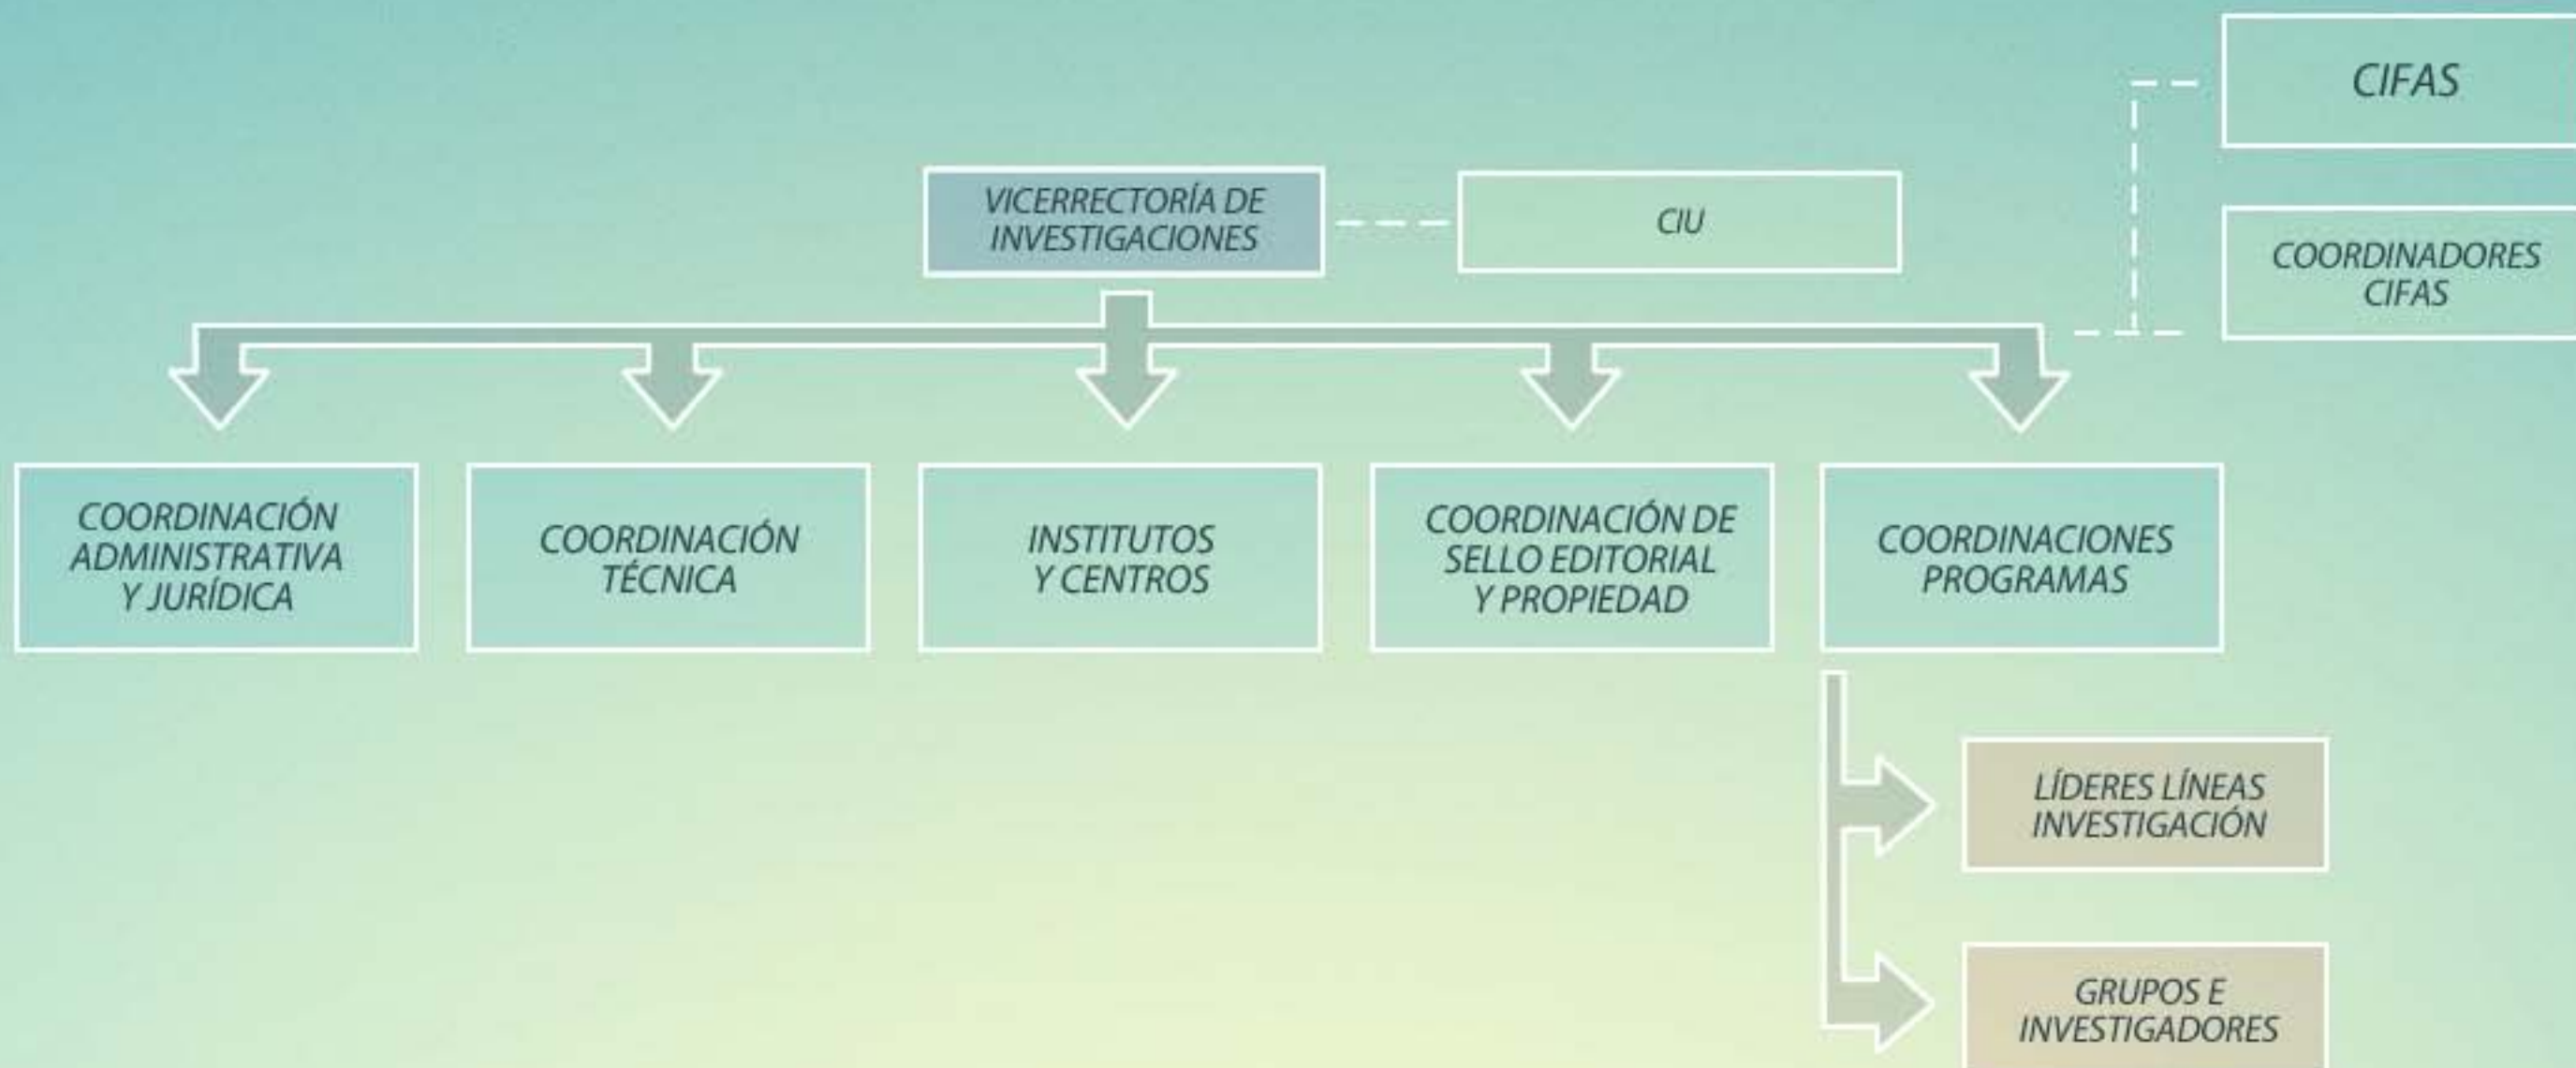 CIFAS
VICERRECTORÍA DE
INVESTIGACIONES
CIU
COORDINADORES
CIFAS
COORDINACIÓN
ADMINISTRATIVA
Y JURÍDICA
COORDINACIÓN
TÉCNICA
INSTITUTOS
Y CENTROS
COORDINACIÓN DE
SELLO EDITORIAL
Y PROPIEDAD
COORDINACIONES
PROGRAMAS
LÍDERES LÍNEAS
INVESTIGACIÓN
GRUPOS E
INVESTIGADORES